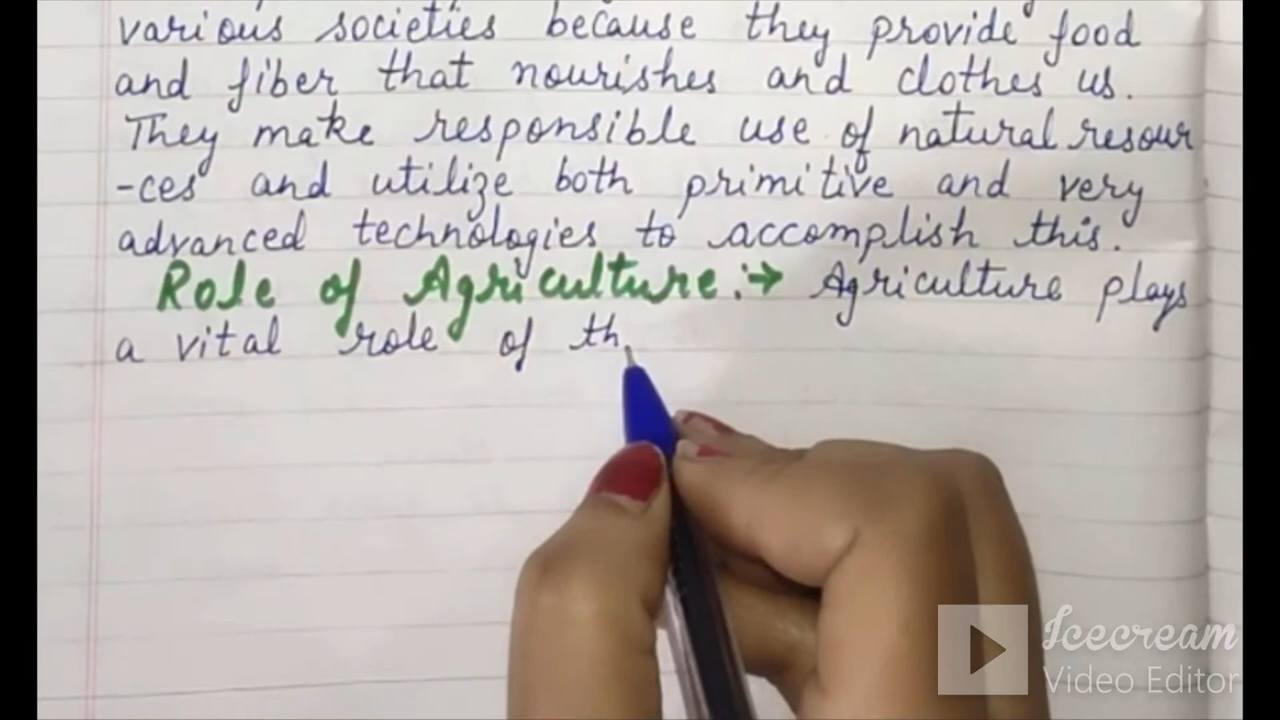 various societies because they provide food
and fiber that nourishes and clothes us.
They make responsible use of natural resour
-ces and utilize both primitive and very
advanced technologies to accomplish this.
Role of Agriculture :→ Agriculture plays
a vital role of th
Icecream
Video Editor